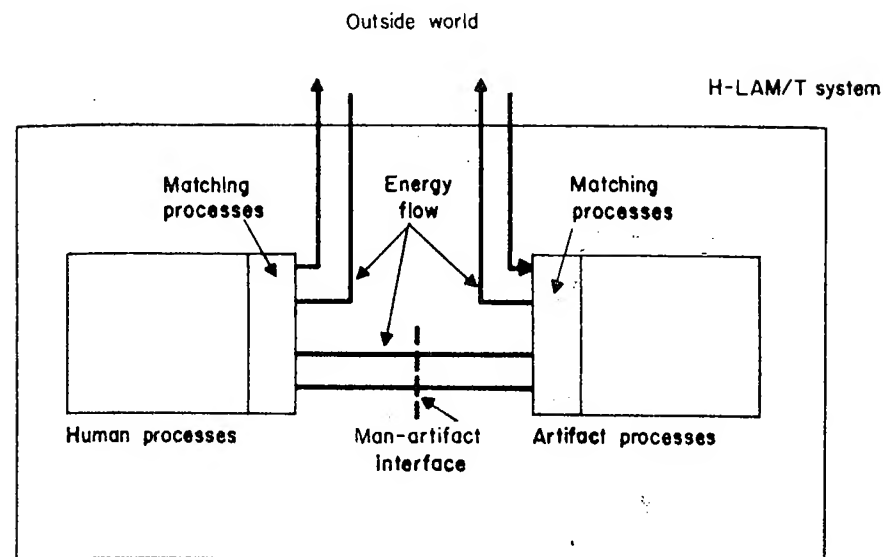 Outside world
H-LAM/T system
Matching
processes
Energy
flow
Matching
processes
Human processes
Man-artifact
interface
Artifact processes